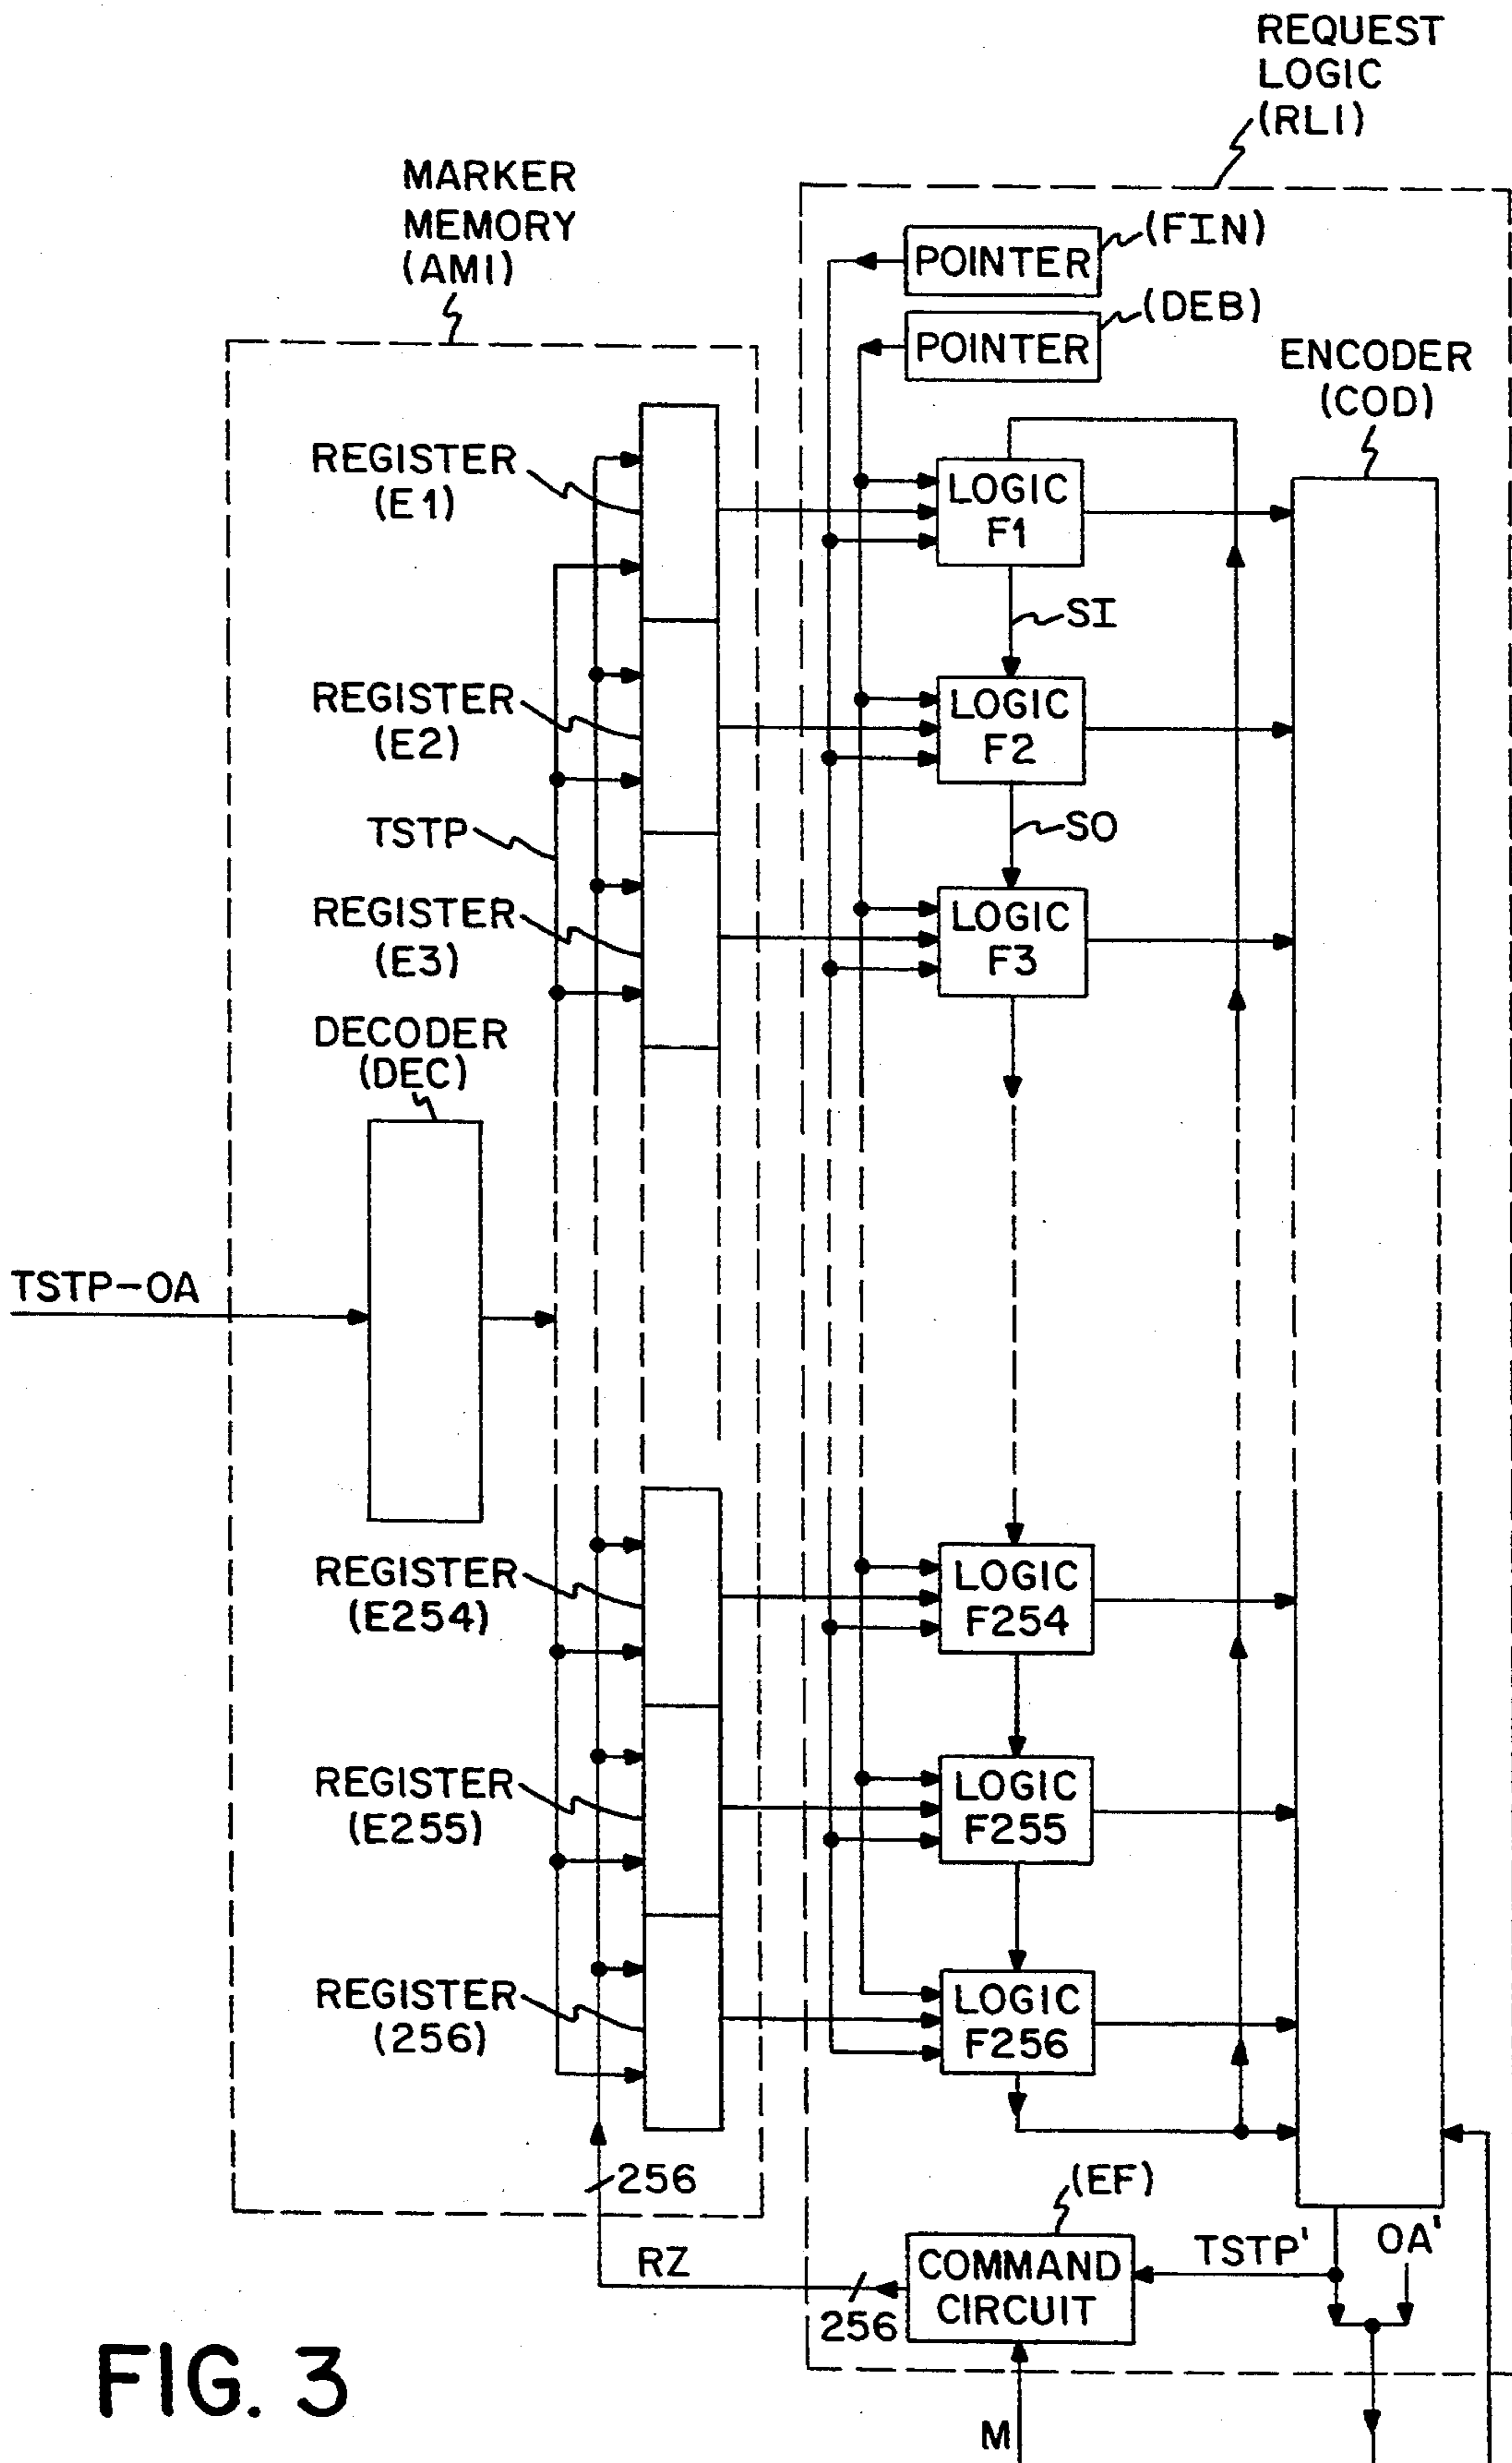 REQUEST
LOGIC
(RLI)
MARKER
MEMORY
(AMI)
POINTER
(FIN)
POINTER
(DEB)
ENCODER
(COD)
REGISTER
(E1)
LOGIC
F1
SI
REGISTER
(E2)
LOGIC
F2
TSTP
SO
REGISTER
(E3)
LOGIC
F3
DECODER
(DEC)
TSTP-OA
REGISTER
(E254)
LOGIC
F254
REGISTER
(E255)
LOGIC
F255
REGISTER
(256)
LOGIC
F256
256
(EF)
RZ
256
COMMAND
CIRCUIT
TSTP'
OA'
M
FIG. 3